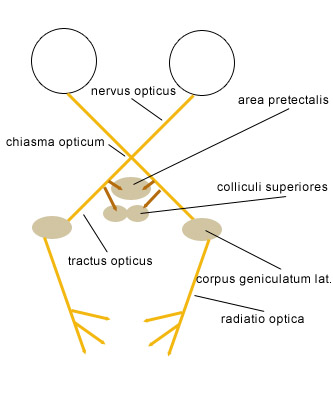 nervus opticus
area pretectalis
chiasma opticum
colliculi superiores
tractus opticus
corpus geniculatum lat.
radiatio optica